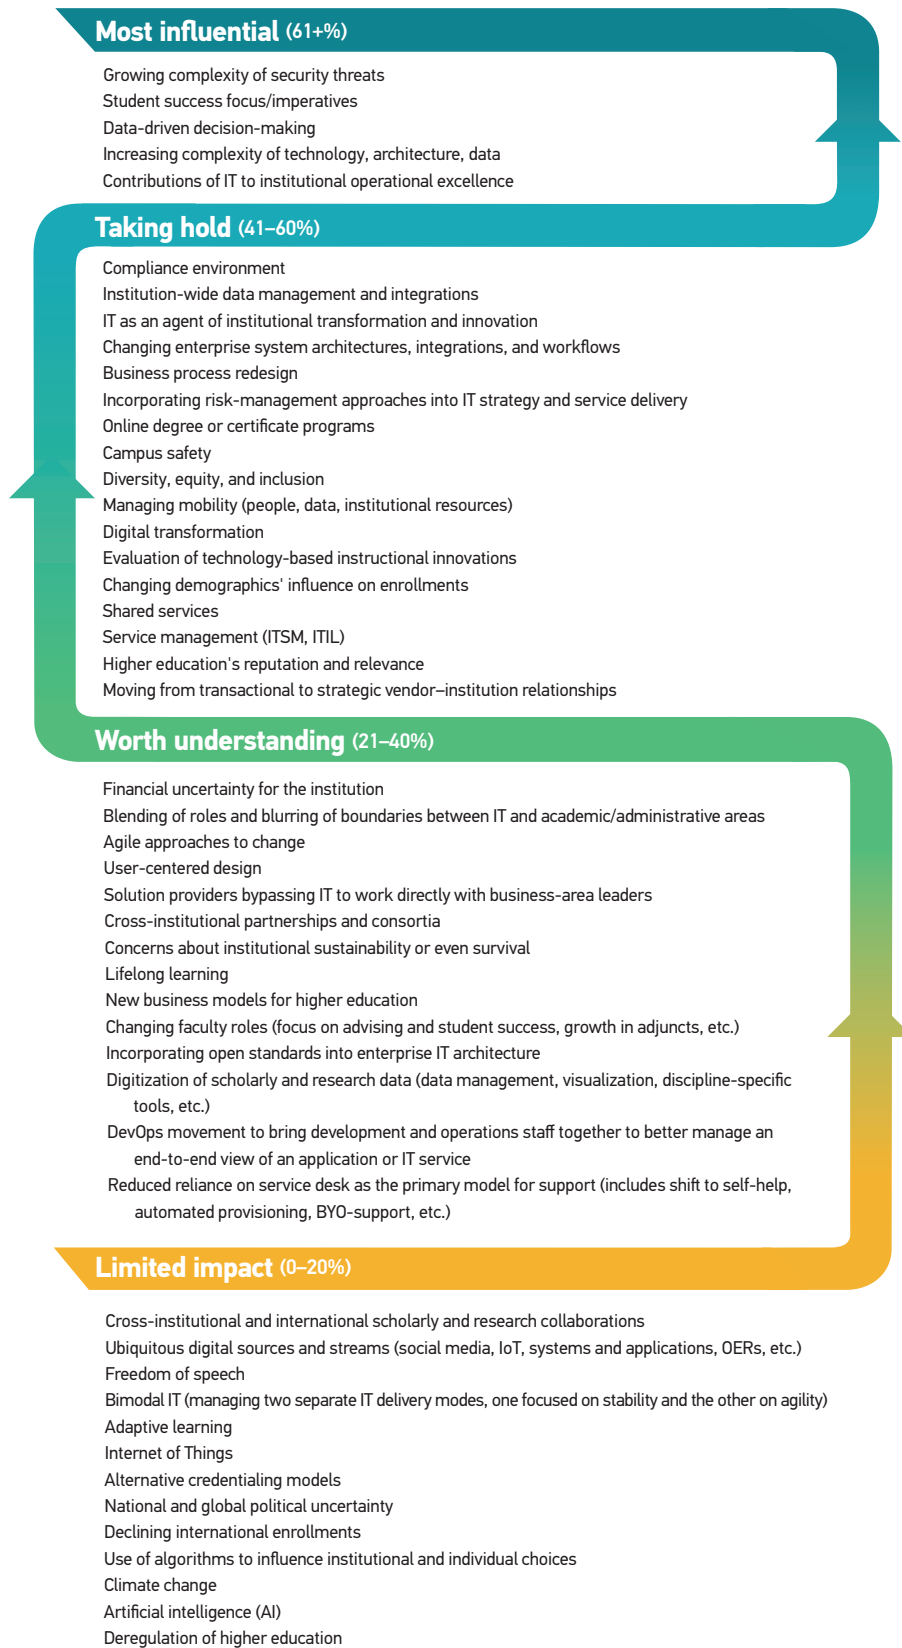 Most influential (61+%)
Growing complexity of security threats
Student success focus/imperatives
Data-driven decision-making
Increasing complexity of technology, architecture, data
Contributions of IT to institutional operational excellence
Taking hold (41–60%)
Compliance environment
Institution-wide data management and integrations
IT as an agent of institutional transformation and innovation
Changing enterprise system architectures, integrations, and workflows
Business process redesign
Incorporating risk-management approaches into IT strategy and service delivery
Online degree or certificate programs
Campus safety
Diversity, equity, and inclusion
Managing mobility (people, data, institutional resources)
Digital transformation
Evaluation of technology-based instructional innovations
Changing demographics' influence on enrollments
Shared services
Service management (ITSM, ITIL)
Higher education's reputation and relevance
Moving from transactional to strategic vendor–institution relationships
Worth understanding (21–40%)
Financial uncertainty for the institution
Blending of roles and blurring of boundaries between IT and academic/administrative areas
Agile approaches to change
User-centered design
Solution providers bypassing IT to work directly with business-area leaders
Cross-institutional partnerships and consortia
Concerns about institutional sustainability or even survival
Lifelong learning
New business models for higher education
Changing faculty roles (focus on advising and student success, growth in adjuncts, etc.)
Incorporating open standards into enterprise IT architecture
Digitization of scholarly and research data (data management, visualization, discipline-specific
tools, etc.)
DevOps movement to bring development and operations staff together to better manage an
end-to-end view of an application or IT service
Reduced reliance on service desk as the primary model for support (includes shift to self-help,
automated provisioning, BYO-support, etc.)
Limited impact (0–20%)
Cross-institutional and international scholarly and research collaborations
Ubiquitous digital sources and streams (social media, IoT, systems and applications, OERs, etc.)
Freedom of speech
Bimodal IT (managing two separate IT delivery modes, one focused on stability and the other on agility)
Adaptive learning
Internet of Things
Alternative credentialing models
National and global political uncertainty
Declining international enrollments
Use of algorithms to influence institutional and individual choices
Climate change
Artificial intelligence (AI)
Deregulation of higher education